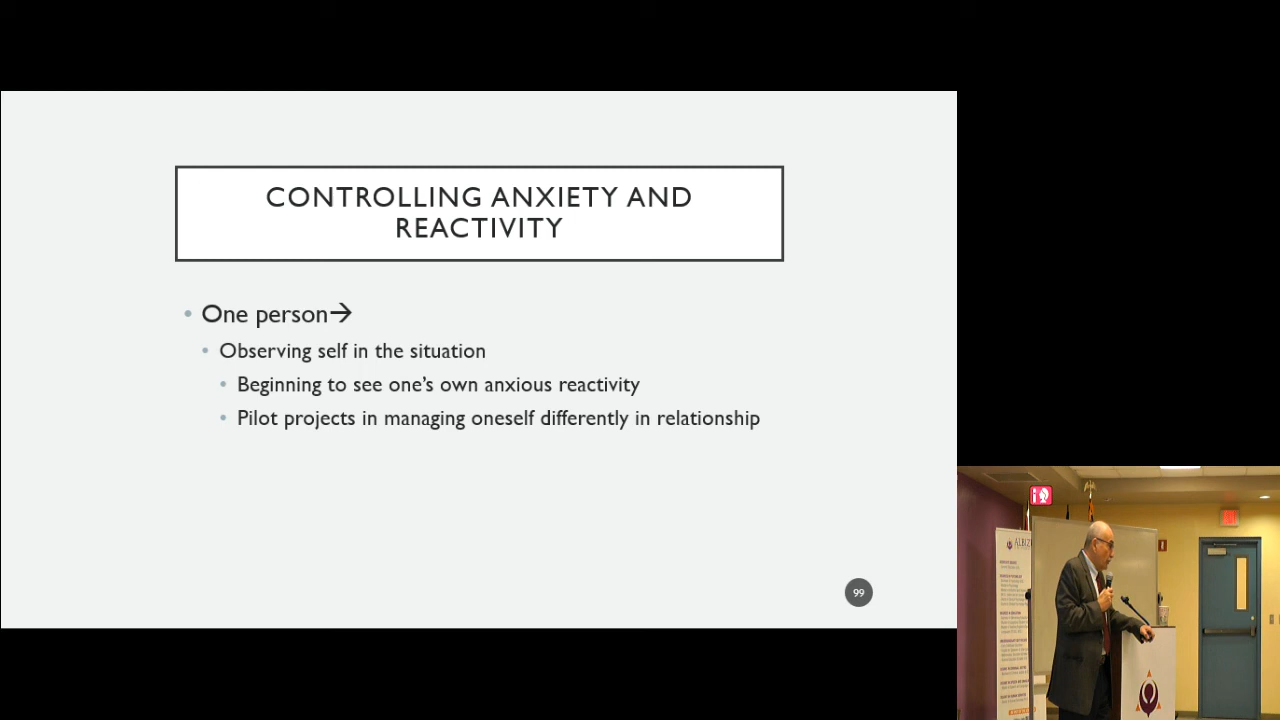 CONTROLLING ANXIETY AND
REACTIVITY
• One person→
• Observing self in the situation
• Beginning to see one’s own anxious reactivity
• Pilot projects in managing oneself differently in relationship
99